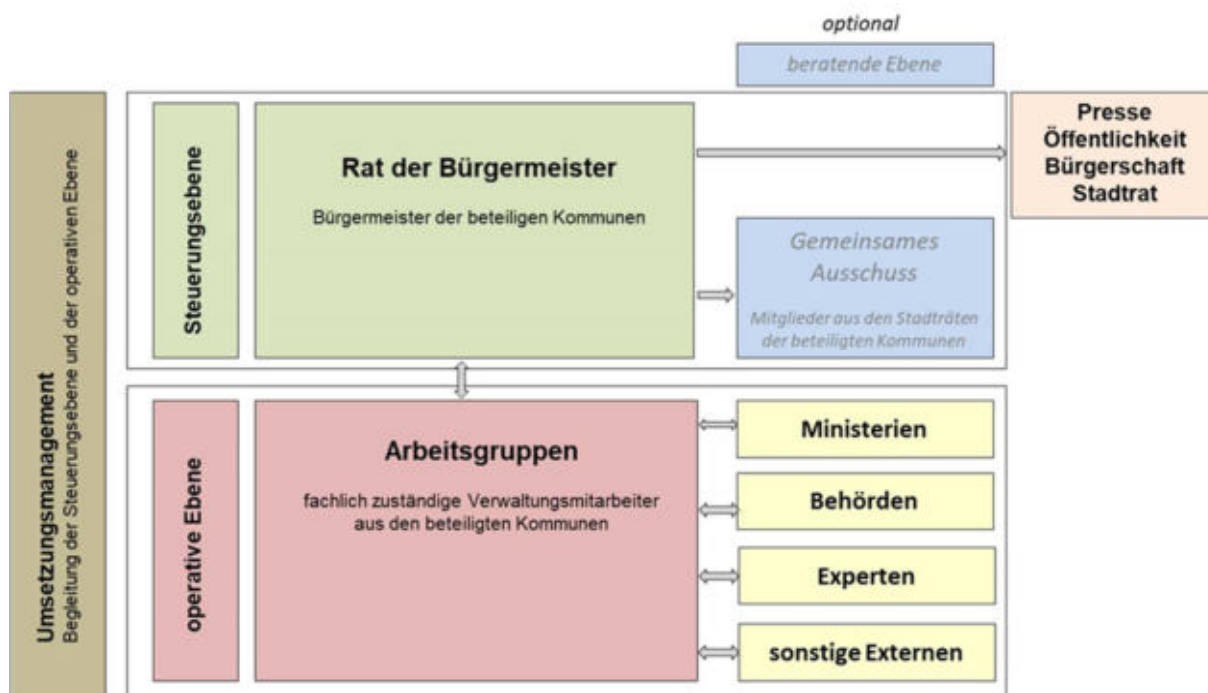 optional
beratende Ebene
Umsetzungsmanagement
Begleitung der Steuerungsebene und der operativen Ebene
Steuerungsebene
Rat der Bürgermeister
Bürgermeister der beteiligen Kommunen
Presse
Öffentlichkeit
Bürgerschaft
Stadtrat
Gemeinsames
Ausschuss
Mitglieder aus den Stadträten
der beteiligten Kommunen
operative Ebene
Arbeitsgruppen
fachlich zuständige Verwaltungsmitarbeiter
aus den beteiligten Kommunen
Ministerien
Behörden
Experten
sonstige Externen